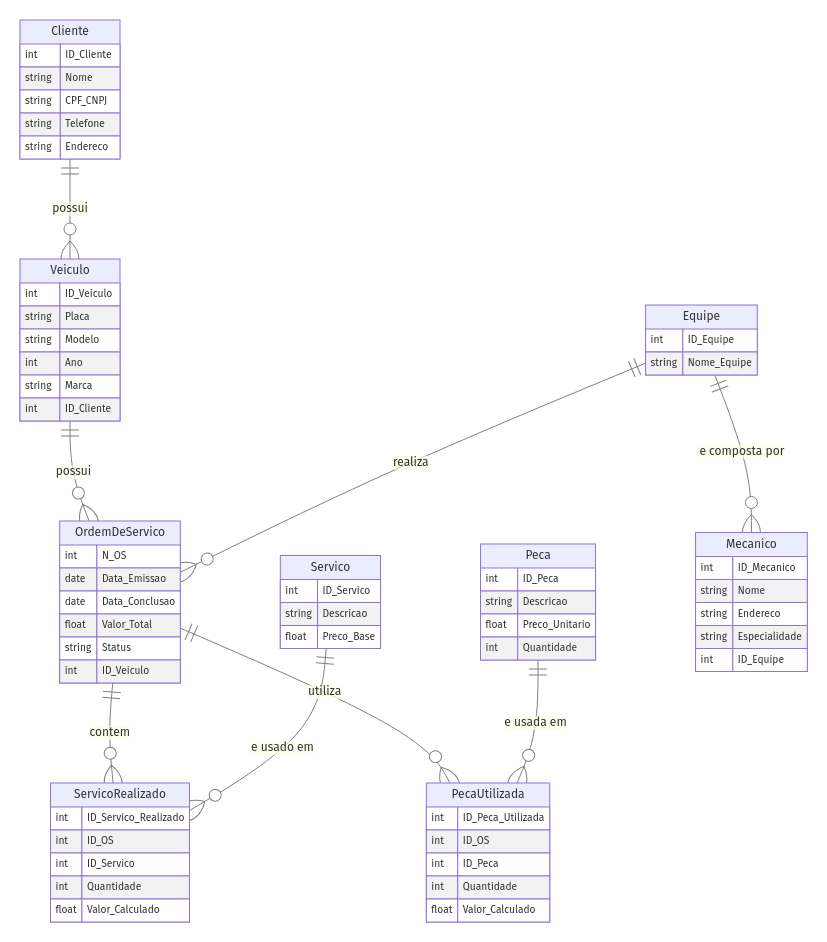 Cliente
int ID_Cliente
string Nome
string CPF_CNPJ
string Telefone
string Endereco
possui
Veiculo
int ID_Veiculo
string Placa
string Modelo
int Ano
string Marca
int ID_Cliente
possui
Equipe
int ID_Equipe
string Nome_Equipe
realiza
e composta por
OrdemDeServico
int N_OS
date Data_Emissao
date Data_Conclusao
float Valor_Total
string Status
int ID_Veiculo
Servico
int ID_Servico
string Descricao
float Preco_Base
Peca
int ID_Peca
string Descricao
float Preco_Unitario
int Quantidade
Mecanico
int ID_Mecanico
string Nome
string Endereco
string Especialidade
int ID_Equipe
utiliza
contem
e usado em
e usada em
ServicoRealizado
int ID_Servico_Realizado
int ID_OS
int ID_Servico
int Quantidade
float Valor_Calculado
PecaUtilizada
int ID_Peca_Utilizada
int ID_OS
int ID_Peca
int Quantidade
float Valor_Calculado